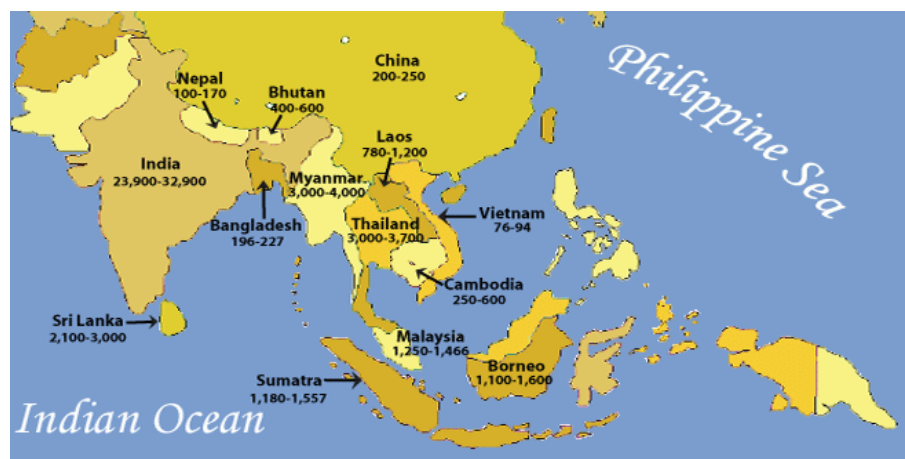 Philippine Sea
China
200-250
Nepal
100-170
Bhutan
400-600
Laos
780-1,200
India
23,900-32,900
Myanmar
3,000-4,000
Bangladesh
196-227
Thailand
3,000-3,700
Vietnam
76-94
Cambodia
250-600
Sri Lanka
2,100-3,000
Malaysia
1,250-1,466
Sumatra
1,180-1,557
Borneo
1,100-1,600
Indian Ocean